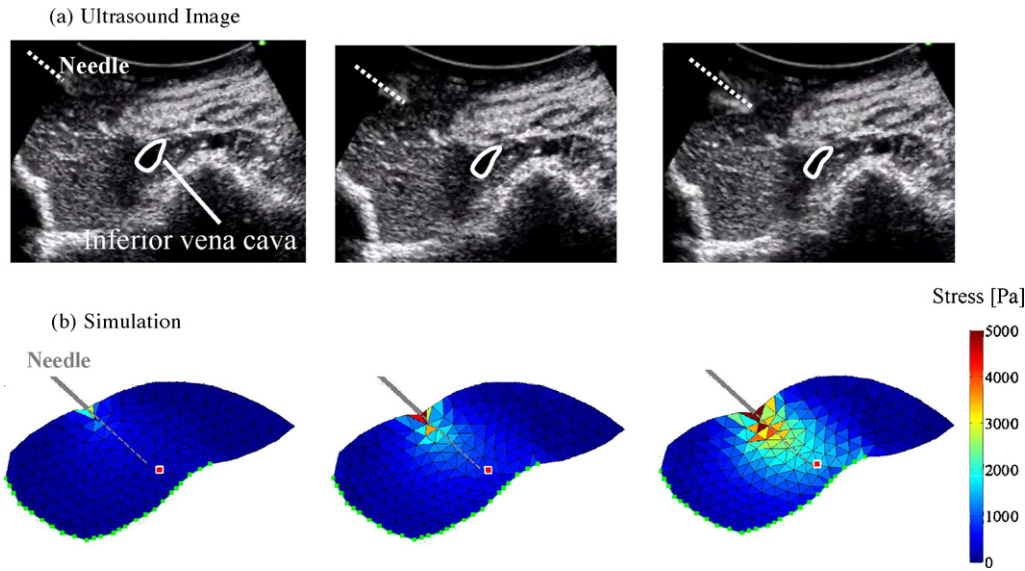 (a) Ultrasound Image
Needle
Inferior vena cava
Stress [Pa]
(b) Simulation
Needle
5000
4000
3000
2000
1000
0